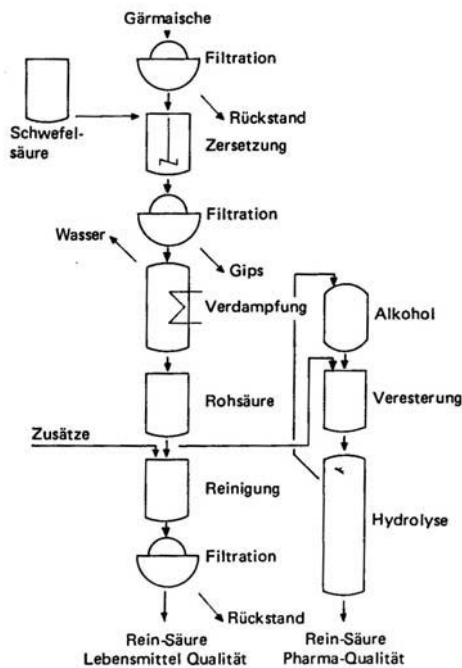 Gärmaische
Filtration
Rückstand
Schwefel-
säure
Zersetzung
Filtration
Wasser
Gips
Verdampfung
Alkohol
Rohsäure
Veresterung
Zusätze
Reinigung
Hydrolyse
Filtration
Rückstand
Rein-Säure
Lebensmittel Qualität
Rein-Säure
Pharma-Qualität